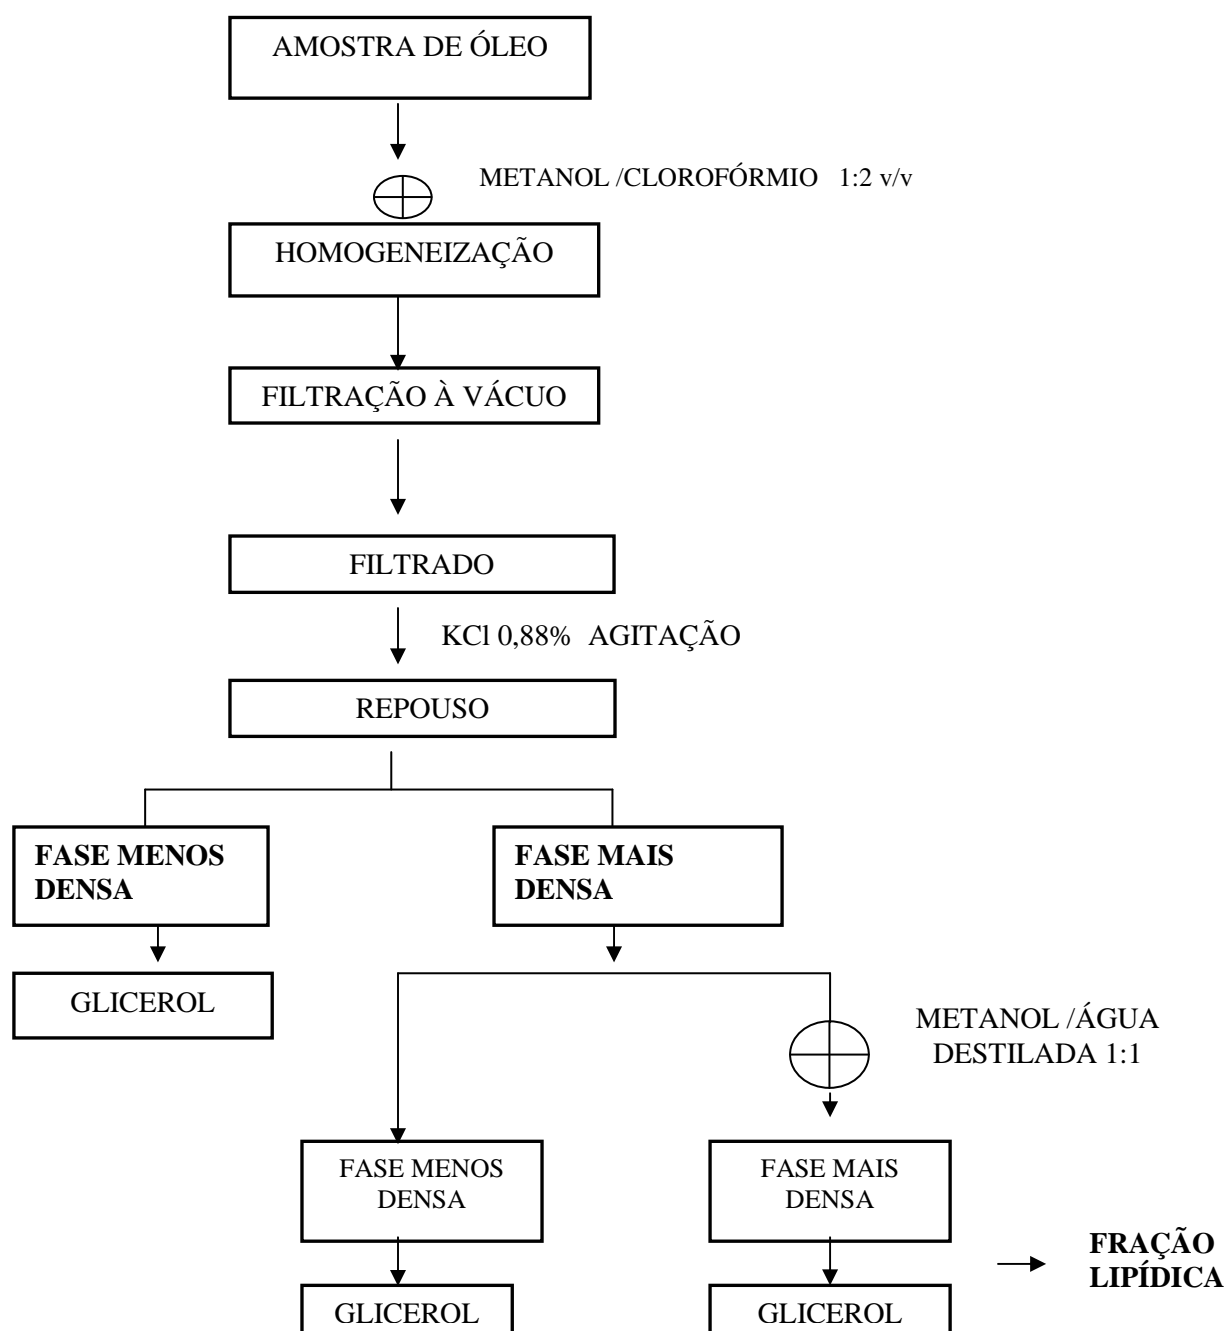 AMOSTRA DE ÓLEO
METANOL /CLOROFÓRMIO 1:2 v/v
HOMOGENEIZAÇÃO
FILTRAÇÃO À VÁCUO
FILTRADO
KCl 0,88% AGITAÇÃO
REPOUSO
FASE MENOS
DENSA
FASE MAIS
DENSA
GLICEROL
METANOL /ÁGUA
DESTILADA 1:1
FASE MENOS
DENSA
FASE MAIS
DENSA
FRAÇÃO
LIPÍDICA
GLICEROL
GLICEROL